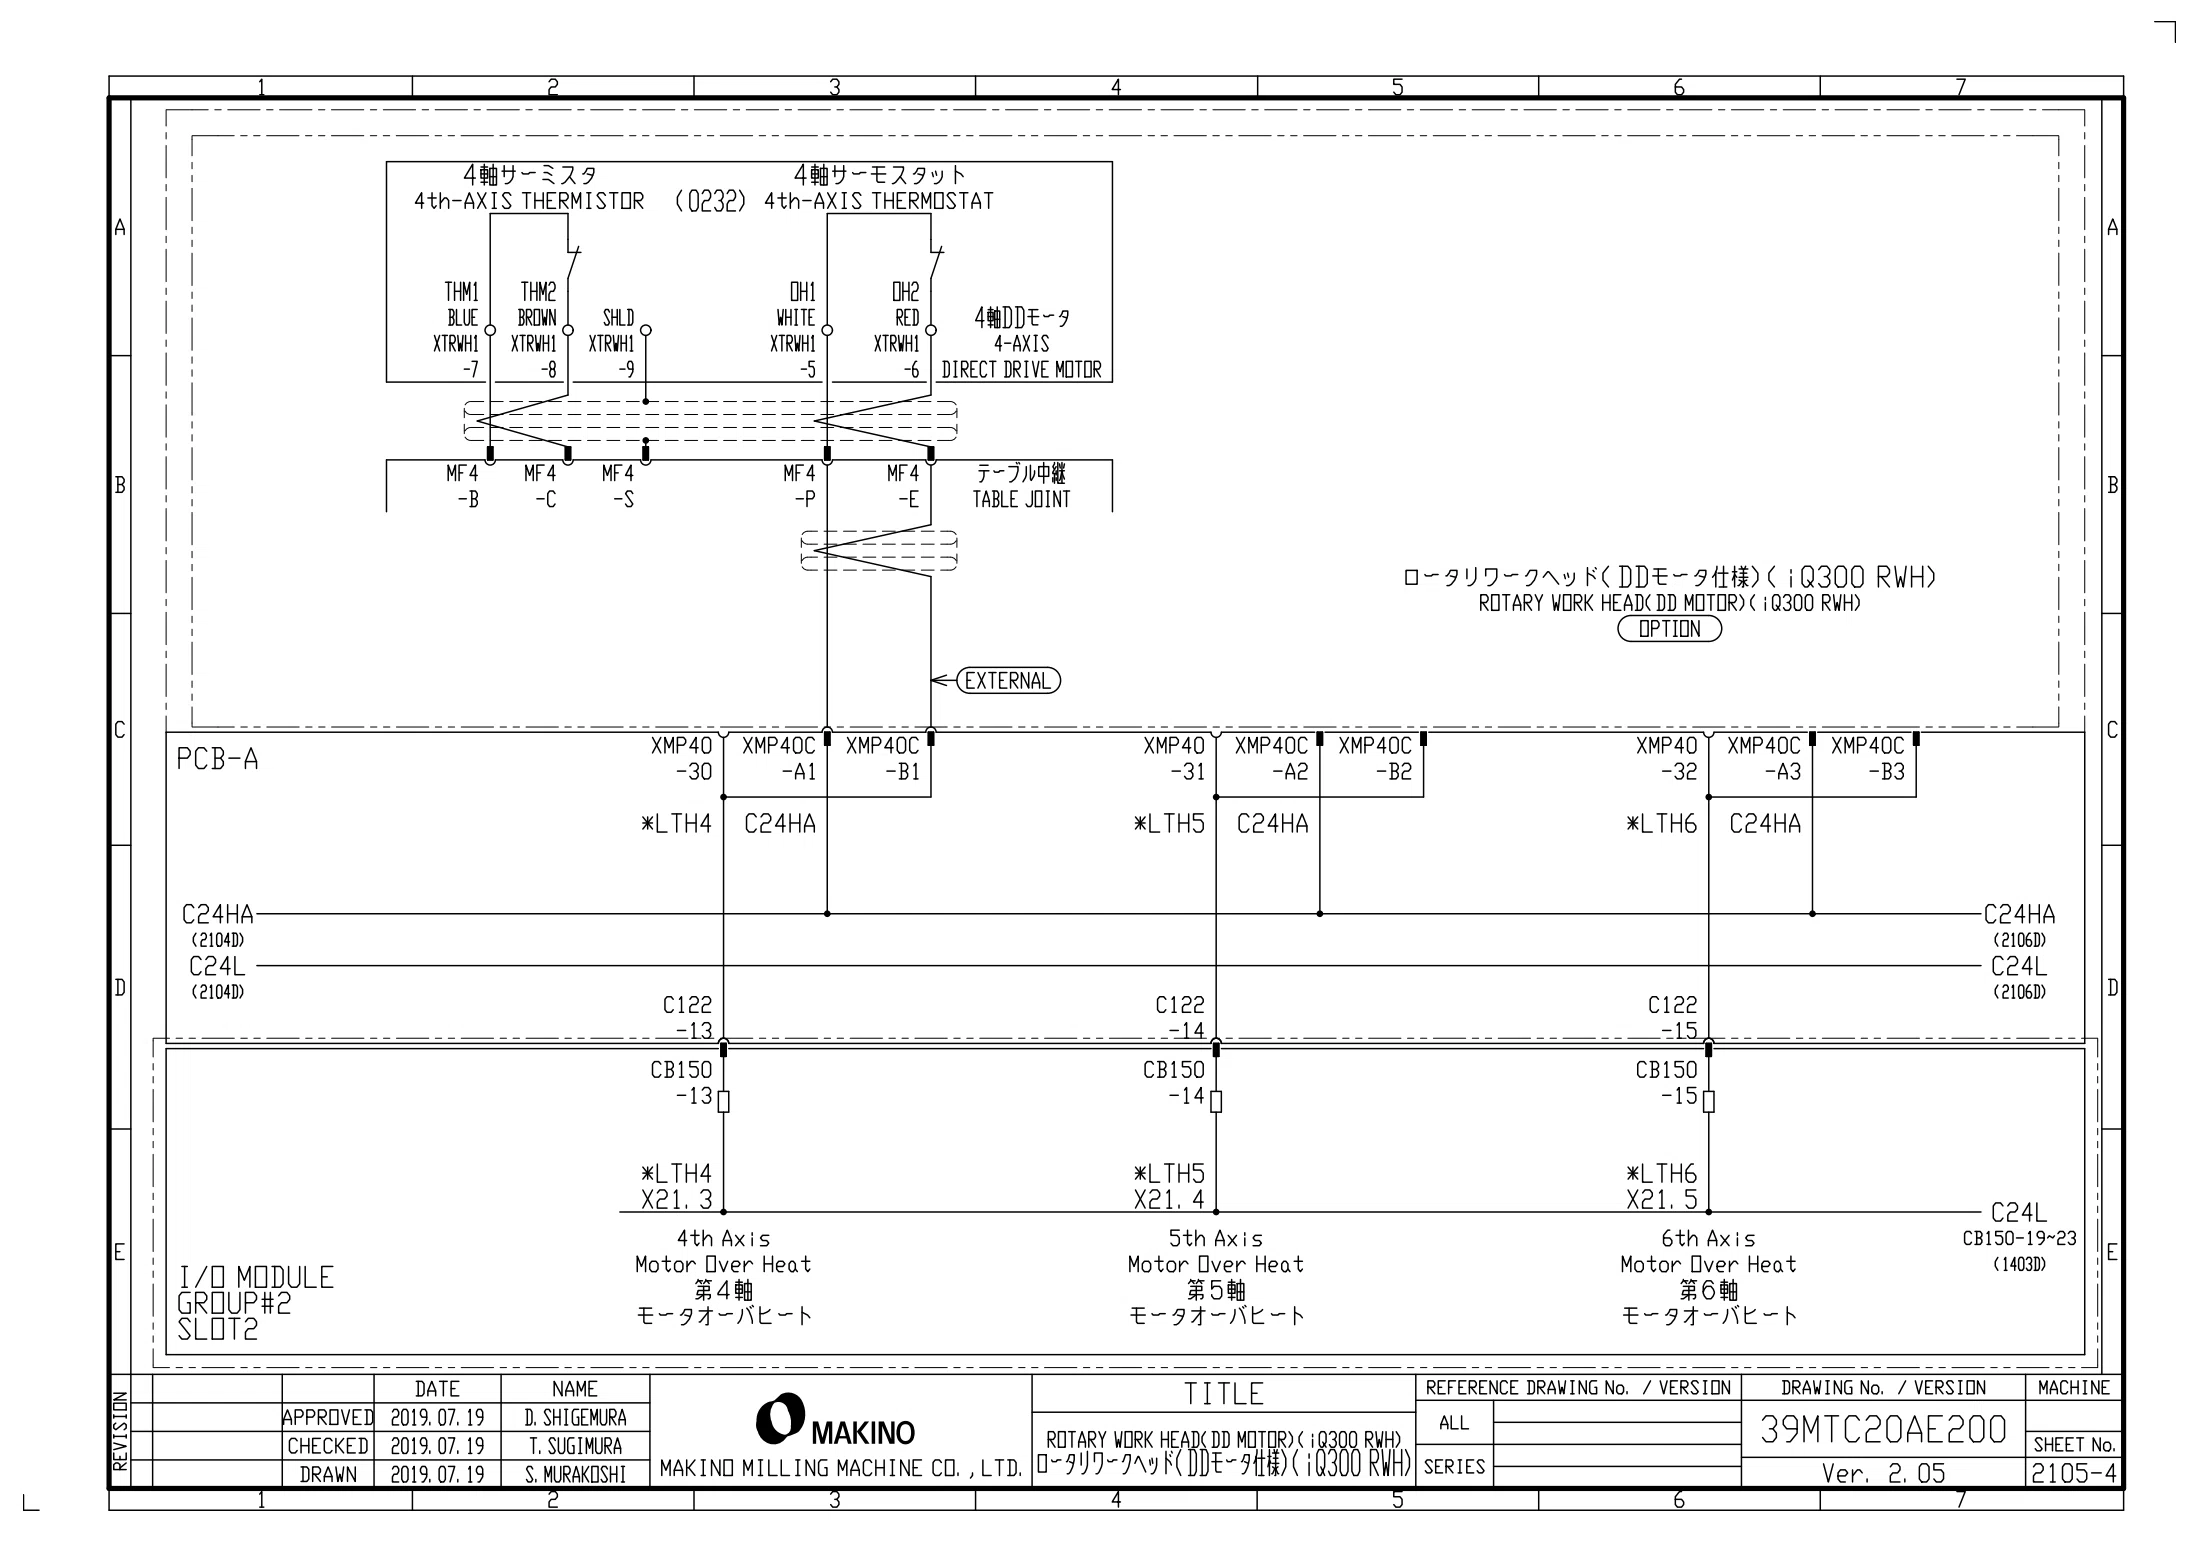 1 2 3 4 5 6 7
A A
4軸サーミスタ 4軸サーモスタット
4th-AXIS THERMISTOR (0232) 4th-AXIS THERMOSTAT
THM1 THM2 OH1 OH2
BLUE BROWN SHLD WHITE RED 4軸DDモータ
XTRWH1 XTRWH1 XTRWH1 XTRWH1 XTRWH1 4-AXIS
-7 -8 -9 -5 -6 DIRECT DRIVE MOTOR
B B
MF4 MF4 MF4 MF4 MF4 テーブル中継
-B -C -S -P -E TABLE JOINT
ロータリワークヘッド(DDモータ仕様)(iQ300 RWH)
ROTARY WORK HEAD(DD MOTOR)(iQ300 RWH)
OPTION
EXTERNAL
C C
PCB-A
XMP40 XMP40C XMP40C XMP40 XMP40C XMP40C XMP40 XMP40C XMP40C
-30 -A1 -B1 -31 -A2 -B2 -32 -A3 -B3
*LTH4 C24HA *LTH5 C24HA *LTH6 C24HA
C24HA C24HA
(2104D) (2106D)
C24L C24L
(2104D) (2106D)
D D
C122 C122 C122
-13 -14 -15
CB150 CB150 CB150
-13 -14 -15
*LTH4 *LTH5 *LTH6
X21.3 X21.4 X21.5
C24L
CB150-19~23
(1403D)
E E
4th Axis 5th Axis 6th Axis
Motor Over Heat Motor Over Heat Motor Over Heat
第4軸 第5軸 第6軸
モータオーバヒート モータオーバヒート モータオーバヒート
I/O MODULE
GROUP#2
SLOT2
REVISION
DATE NAME
APPROVED 2019.07.19 D. SHIGEMURA
CHECKED 2019.07.19 T. SUGIMURA
DRAWN 2019.07.19 S. MURAKOSHI
MAKINO
MAKINO MILLING MACHINE CO.,LTD.
TITLE
ROTARY WORK HEAD(DD MOTOR)(iQ300 RWH)
ロータリワークヘッド(DDモータ仕様)(iQ300 RWH)
REFERENCE DRAWING No. / VERSION
ALL
SERIES
DRAWING No. / VERSION
39MTC20AE200
Ver. 2.05
MACHINE
SHEET No.
2105-4
1 2 3 4 5 6 7